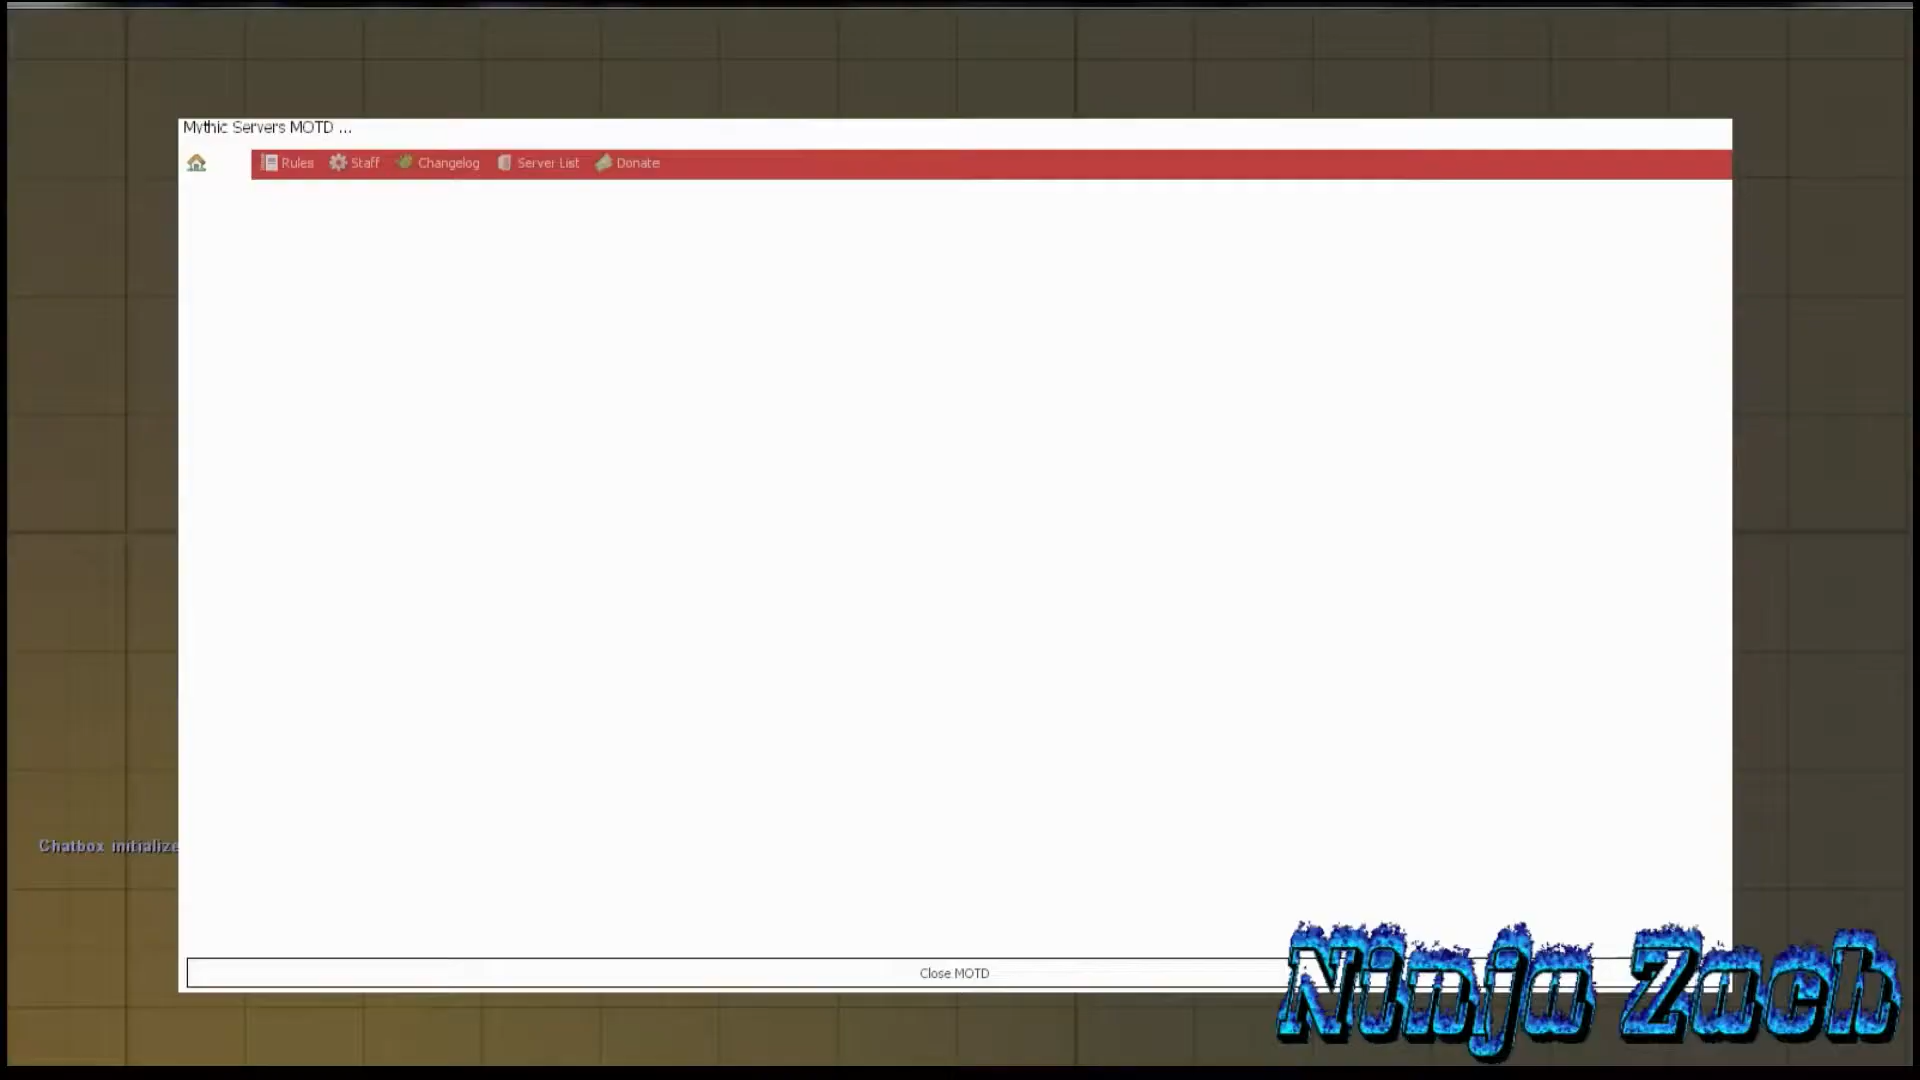 Mythic Servers MOTD ...
Rules Staff Changelog Server List Donate
Chatbox initialize
Close MOTD
Ninja Zach